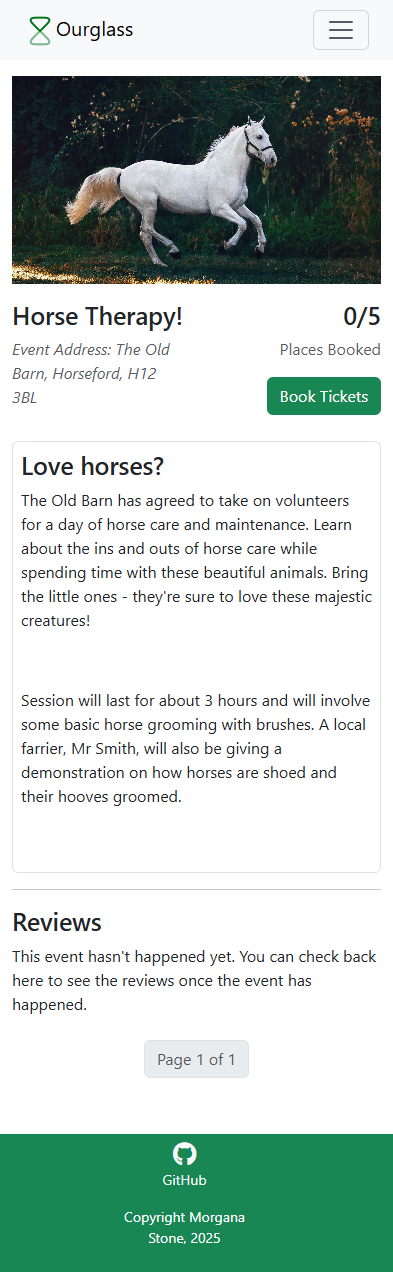 Ourglass
Horse Therapy!
0/5
Event Address: The Old
Barn, Horseford, H12
3BL
Places Booked
Book Tickets
Love horses?
The Old Barn has agreed to take on volunteers
for a day of horse care and maintenance. Learn
about the ins and outs of horse care while
spending time with these beautiful animals. Bring
the little ones - they're sure to love these majestic
creatures!
Session will last for about 3 hours and will involve
some basic horse grooming with brushes. A local
farrier, Mr Smith, will also be giving a
demonstration on how horses are shoed and
their hooves groomed.
Reviews
This event hasn't happened yet. You can check back
here to see the reviews once the event has
happened.
Page 1 of 1
GitHub
Copyright Morgana
Stone, 2025